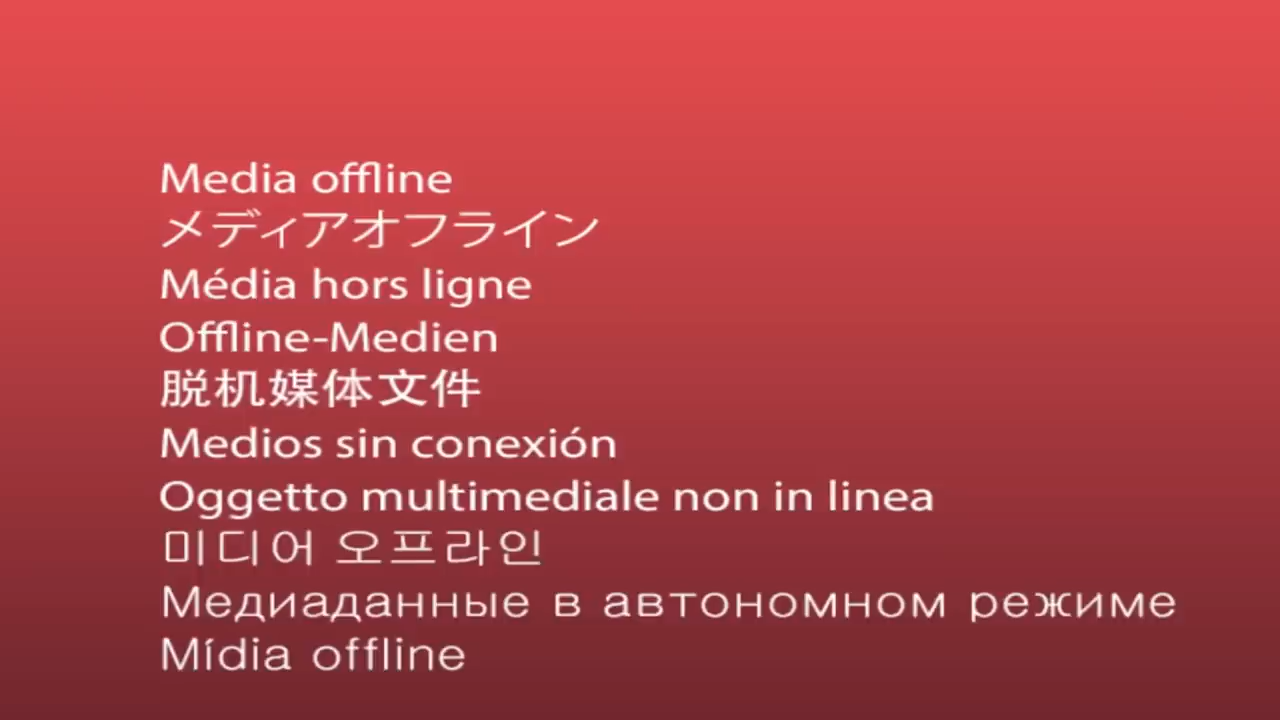 Media offline
メディアオフライン
Média hors ligne
Offline-Medien
脱机媒体文件
Medios sin conexión
Oggetto multimediale non in linea
미디어 오프라인
Медиаданные в автономном режиме
Mídia offline